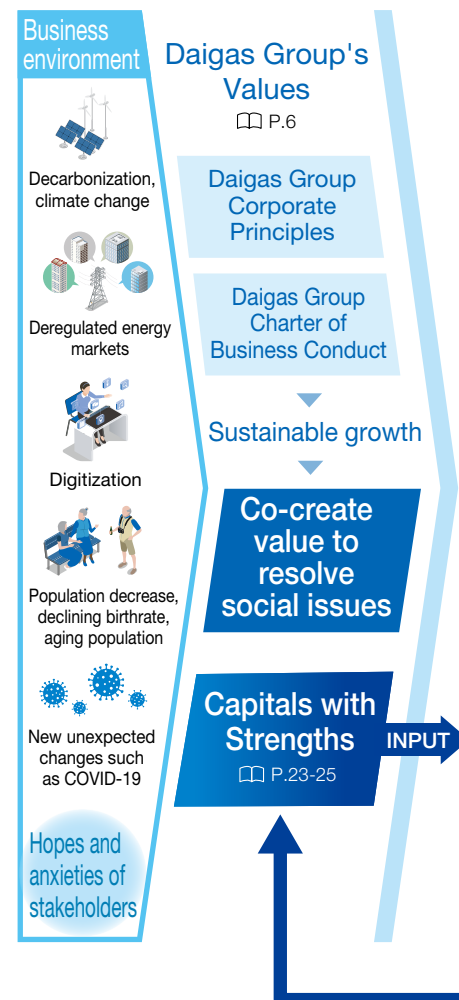 Business
environment
Decarbonization,
climate change
Deregulated energy
markets
Digitization
Population decrease,
declining birthrate,
aging population
New unexpected
changes such
as COVID-19
Hopes and
anxieties of
stakeholders
Daigas Group's
Values
P.6
Daigas Group
Corporate
Principles
Daigas Group
Charter of
Business Conduct
Sustainable growth
Co-create
value to
resolve
social issues
Capitals with
Strengths
P.23-25
INPUT